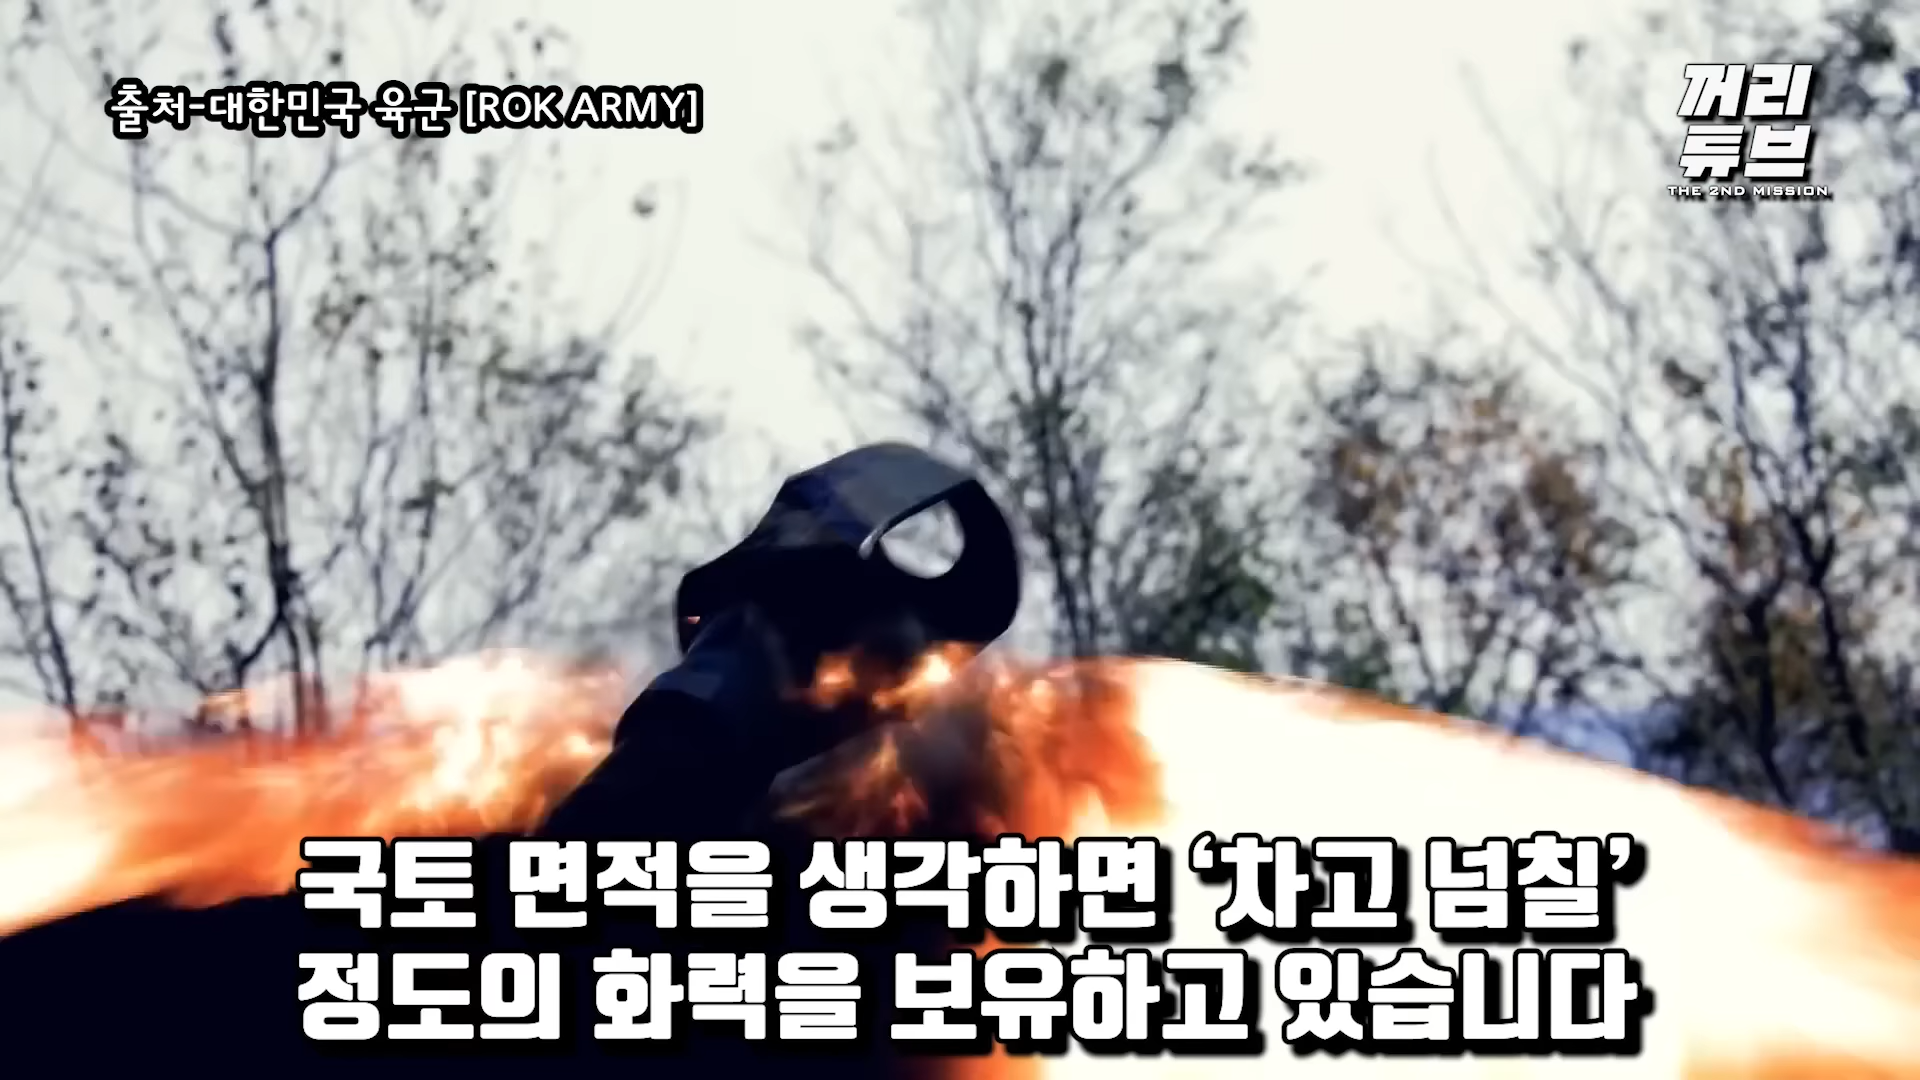 출처-대한민국 육군 [ROK ARMY]
꺼리
튜브
THE 2ND MISSION
국토 면적을 생각하면 ‘차고 넘칠’
정도의 화력을 보유하고 있습니다